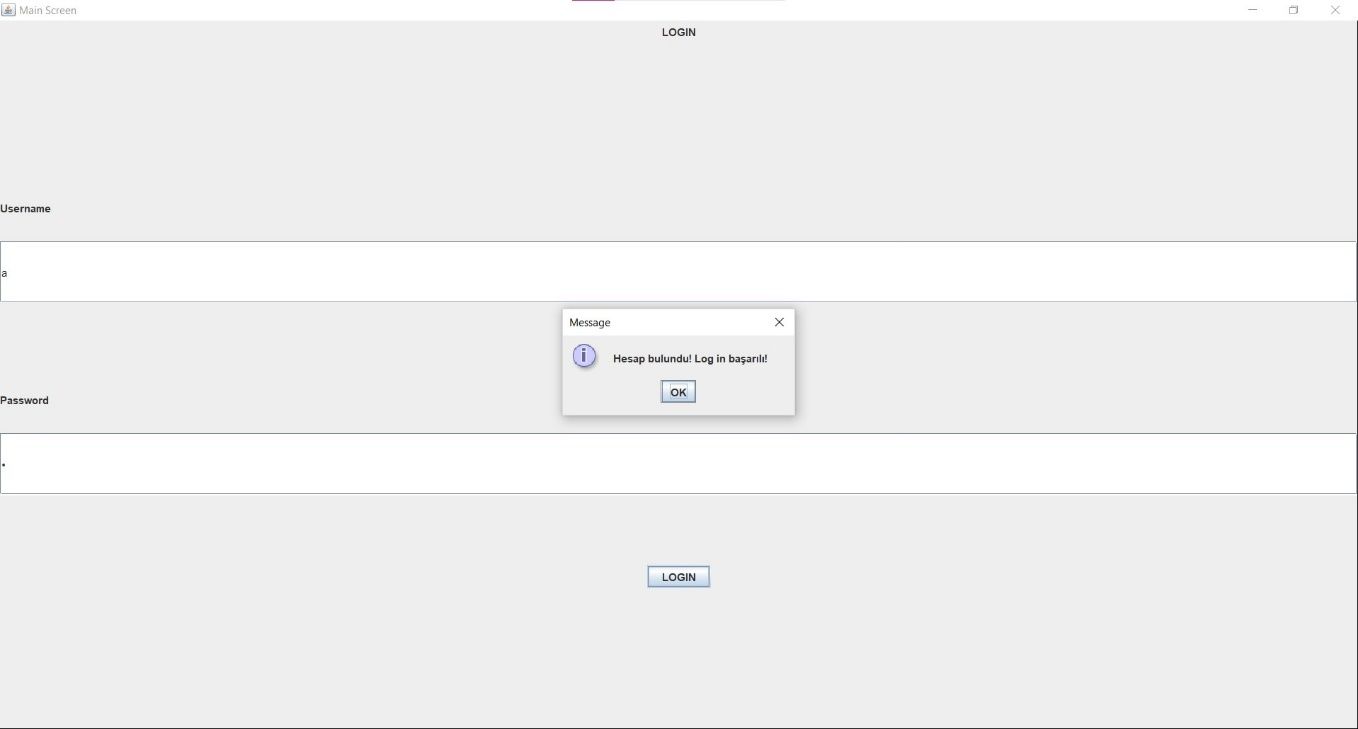 Main Screen
LOGIN
Username
a
Message
Hesap bulundu! Log in başarılı!
OK
Password
•
LOGIN